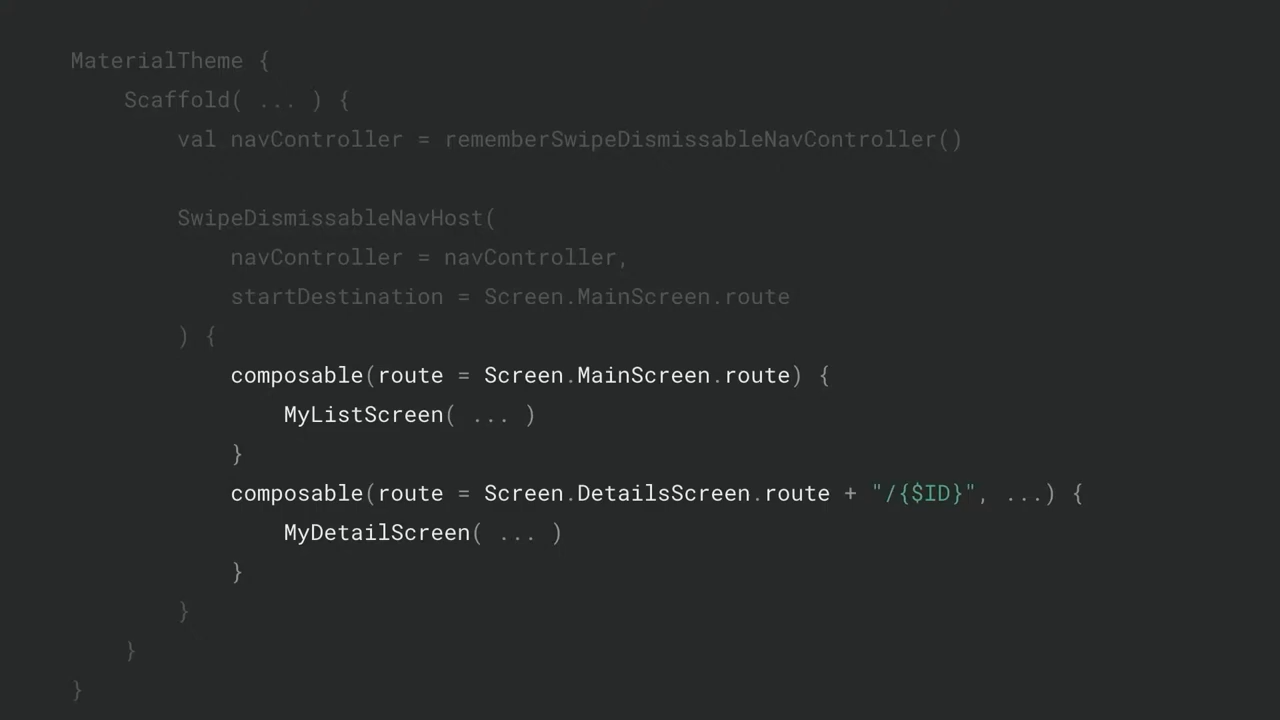 MaterialTheme {
    Scaffold( ... ) {
        val navController = rememberSwipeDismissableNavController()

        SwipeDismissableNavHost(
            navController = navController,
            startDestination = Screen.MainScreen.route
        ) {
            composable(route = Screen.MainScreen.route) {
                MyListScreen( ... )
            }
            composable(route = Screen.DetailsScreen.route + "/{$ID}", ...) {
                MyDetailScreen( ... )
            }
        }
    }
}